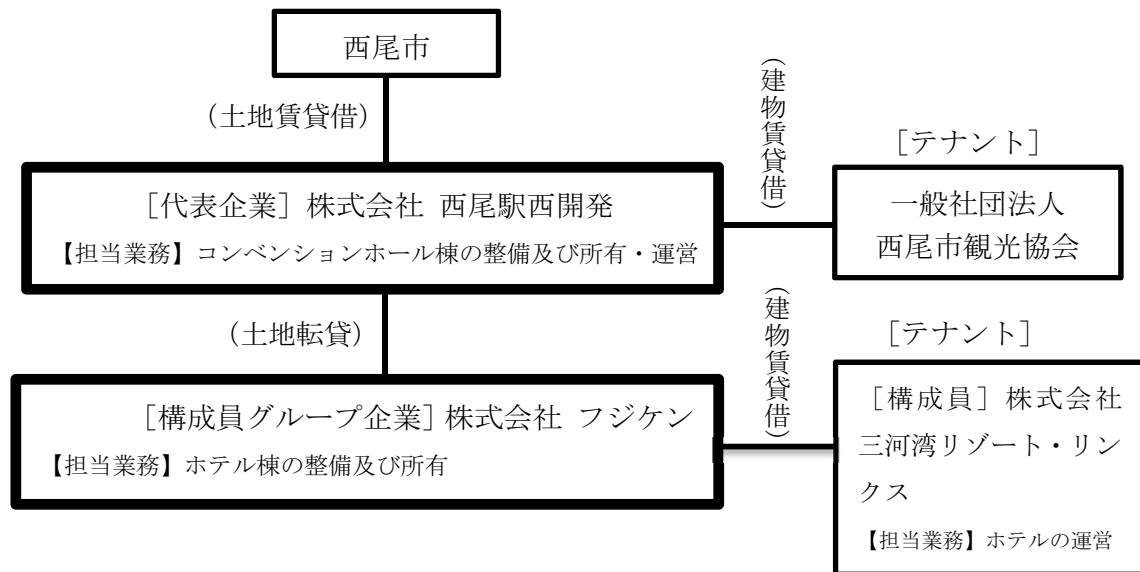 西尾市
(土地賃貸借)
[代表企業] 株式会社 西尾駅西開発
【担当業務】コンベンションホール棟の整備及び所有・運営
(建物賃貸借)
[テナント]
一般社団法人
西尾市観光協会
(土地転貸)
[構成員グループ企業] 株式会社 フジケン
【担当業務】ホテル棟の整備及び所有
(建物賃貸借)
[テナント]
[構成員] 株式会社
三河湾リゾート・リン
クス
【担当業務】ホテルの運営